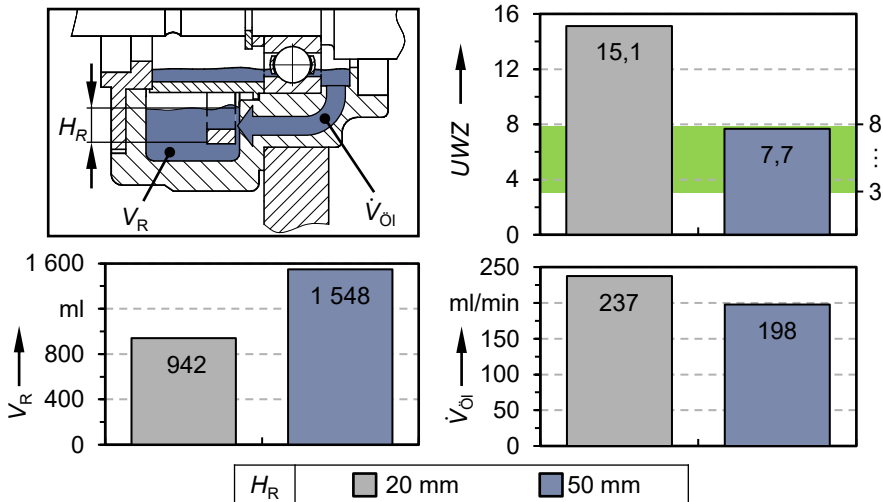 H_R
V_R
V̇_Öl
UWZ
16
12
8
4
0
15,1
7,7
8
⋮
3
V_R
1 600
ml
800
400
0
942
1 548
V̇_Öl
250
ml/min
150
100
50
0
237
198
H_R 20 mm 50 mm